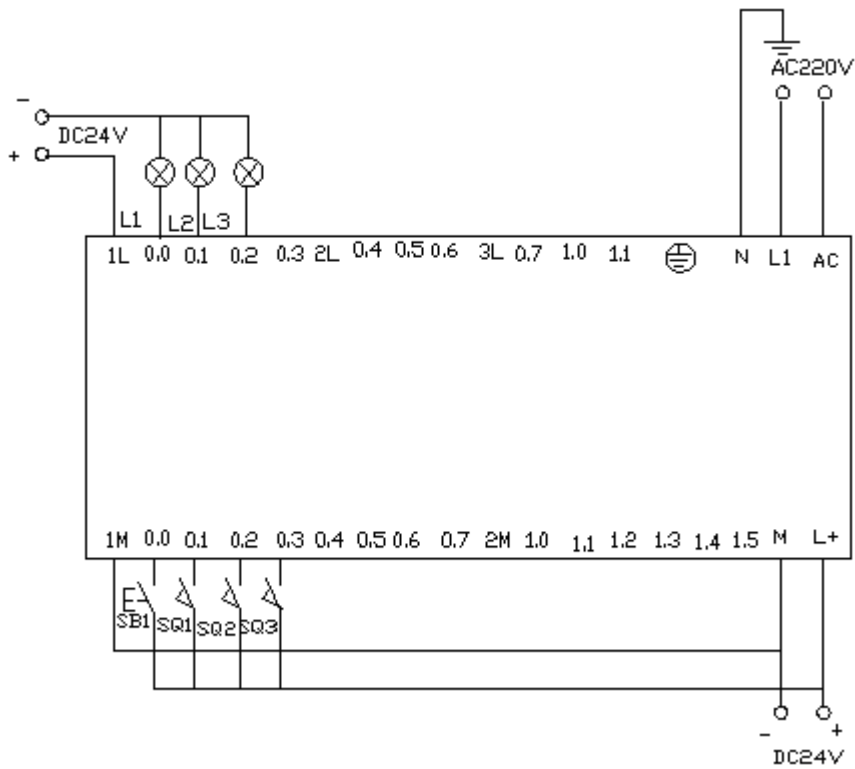 AC220V
−
DC24V
+
L1 L2 L3
1L 0.0 0.1 0.2 0.3 2L 0.4 0.5 0.6 3L 0.7 1.0 1.1 N L1 AC
1M 0.0 0.1 0.2 0.3 0.4 0.5 0.6 0.7 2M 1.0 1.1 1.2 1.3 1.4 1.5 M L+
E
SB1 SQ1 SQ2 SQ3
− +
DC24V